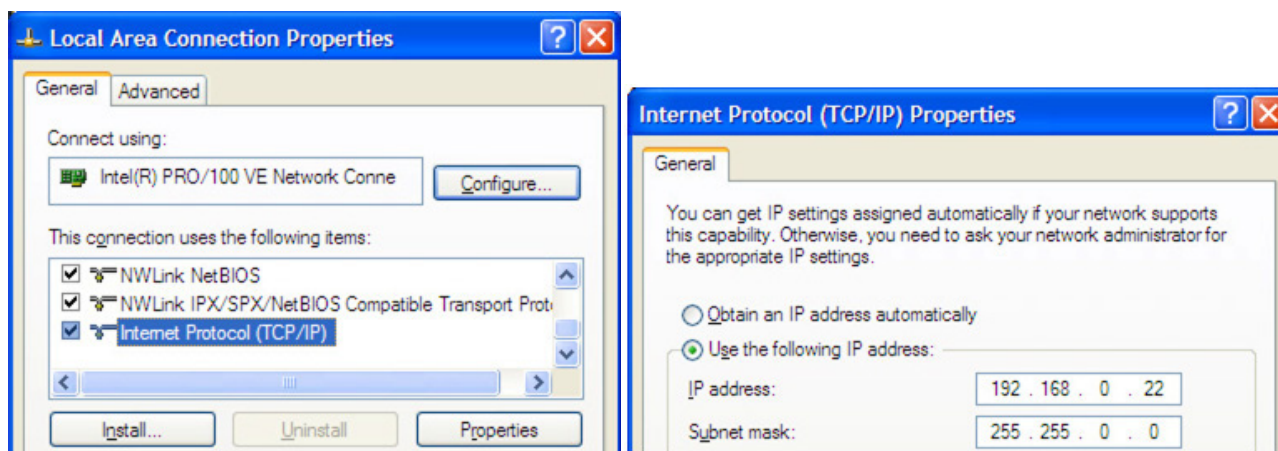 Local Area Connection Properties
General Advanced
Connect using:
Intel(R) PRO/100 VE Network Conne
Configure...
This connection uses the following items:
NWLink NetBIOS
NWLink IPX/SPX/NetBIOS Compatible Transport Proto
Internet Protocol (TCP/IP)
Install... Uninstall Properties
Internet Protocol (TCP/IP) Properties
General
You can get IP settings assigned automatically if your network supports
this capability. Otherwise, you need to ask your network administrator for
the appropriate IP settings.
Obtain an IP address automatically
Use the following IP address:
IP address: 192 . 168 . 0 . 22
Subnet mask: 255 . 255 . 0 . 0